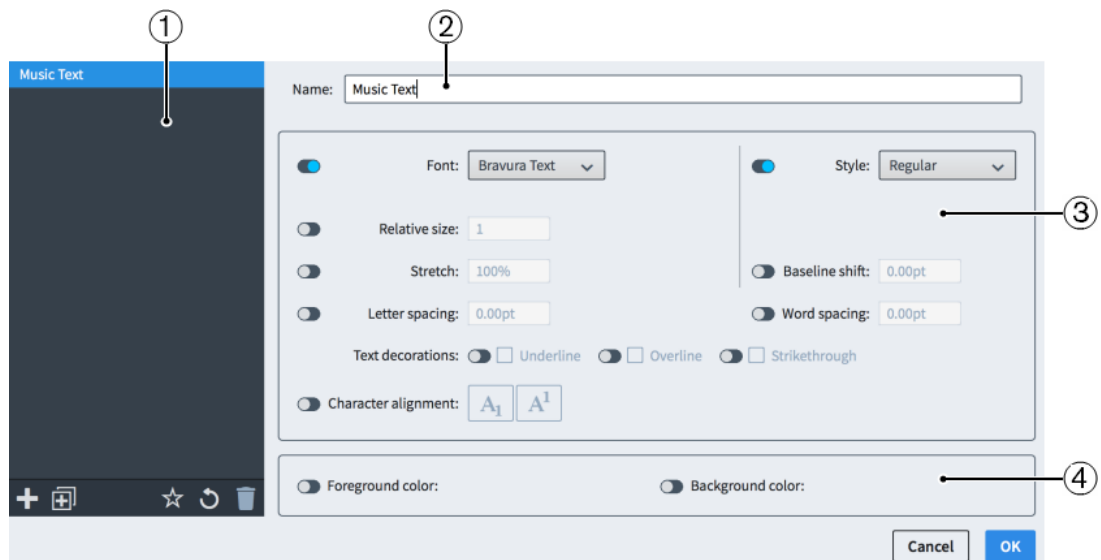 ① ②
Music Text
Name: Music Text
Font: Bravura Text Style: Regular
③
Relative size: 1
Stretch: 100% Baseline shift: 0.00pt
Letter spacing: 0.00pt Word spacing: 0.00pt
Text decorations: Underline Overline Strikethrough
Character alignment: A1 A1
Foreground color: Background color: ④
Cancel OK